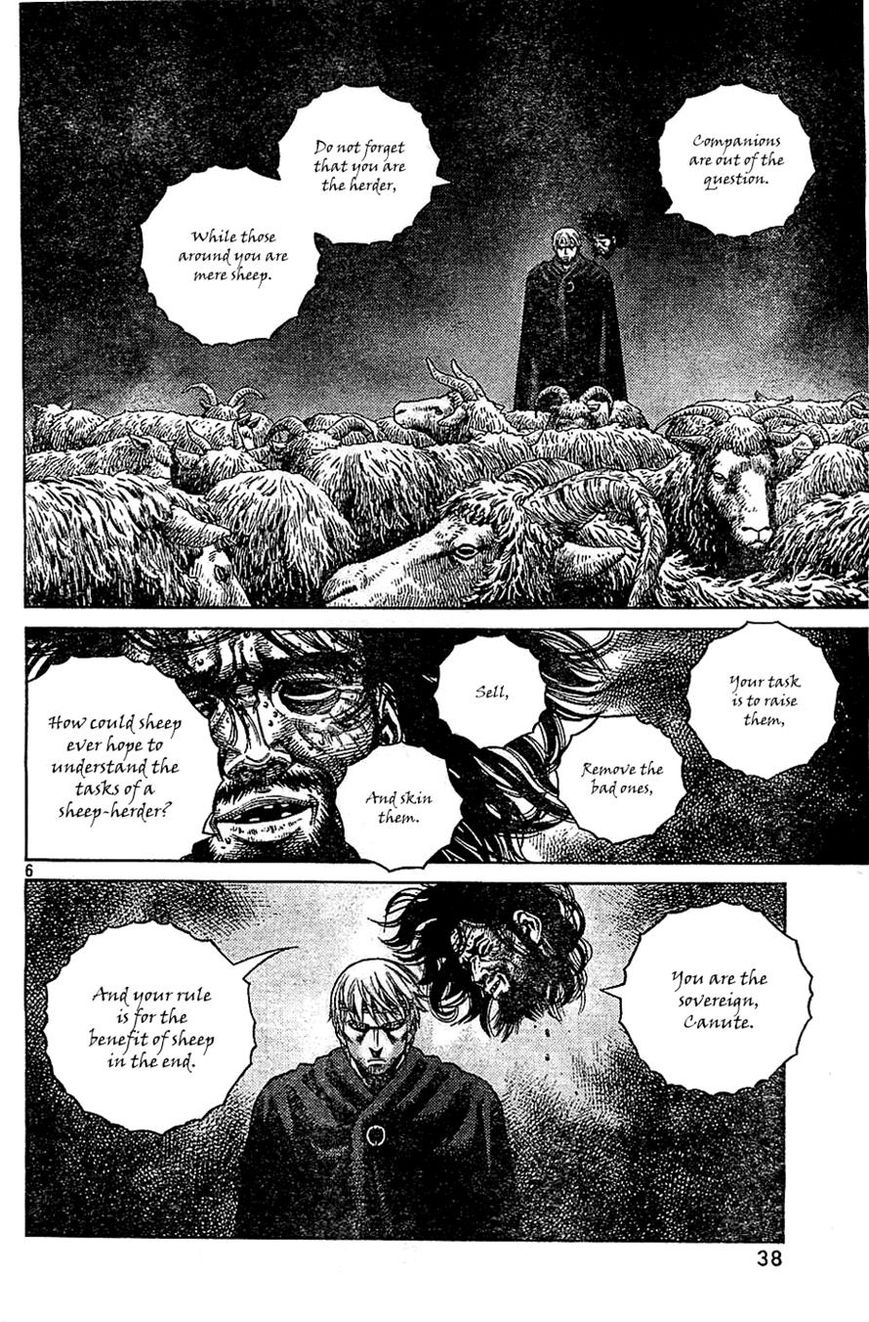 Companions
are out of the
question.
Do not forget
that you are
the herder,
While those
around you are
mere sheep.
Your task
is to raise
them,
Remove the
bad ones,
Sell,
And skin
them.
How could sheep
ever hope to
understand the
tasks of a
sheep-herder?
6
You are the
sovereign,
Canute.
And your rule
is for the
benefit of sheep
in the end.
38